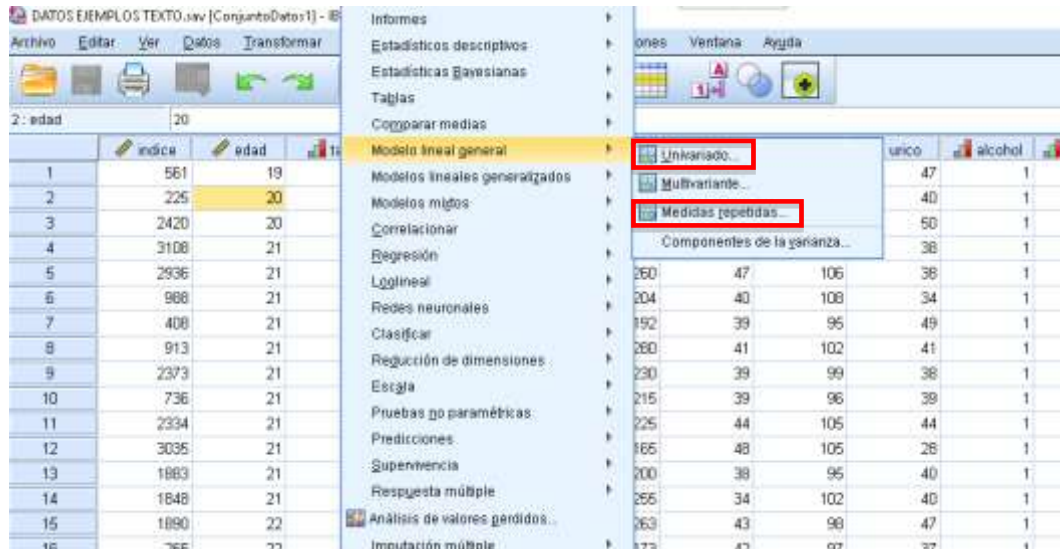 DATOS EJEMPLOS TEXTO.sav [ConjuntoDatos1] - IB
Archivo Editar Ver Datos Transformar
ones Ventana Ayuda
2 : edad 20
Informes
Estadísticos descriptivos
Estadísticas Bayesianas
Tablas
Comparar medias
Modelo lineal general
Modelos lineales generalizados
Modelos mixtos
Correlacionar
Regresión
Loglineal
Redes neuronales
Clasificar
Reducción de dimensiones
Escala
Pruebas no paramétricas
Predicciones
Supervivencia
Respuesta múltiple
Análisis de valores perdidos...
Imputación múltiple
Univariado...
Multivariante...
Medidas repetidas...
Componentes de la varianza...
indice edad ta urico alcohol
1 561 19 47 1
2 225 20 40 1
3 2420 20 50 1
4 3108 21 38 1
5 2936 21 260 47 106 38 1
6 988 21 204 40 108 34 1
7 408 21 192 39 95 49 1
8 913 21 280 41 102 41 1
9 2373 21 230 39 99 38 1
10 736 21 215 39 96 39 1
11 2334 21 225 44 105 44 1
12 3035 21 165 48 105 28 1
13 1883 21 200 38 95 40 1
14 1848 21 255 34 102 40 1
15 1890 22 263 43 98 47 1
16 22 173 97 37 1